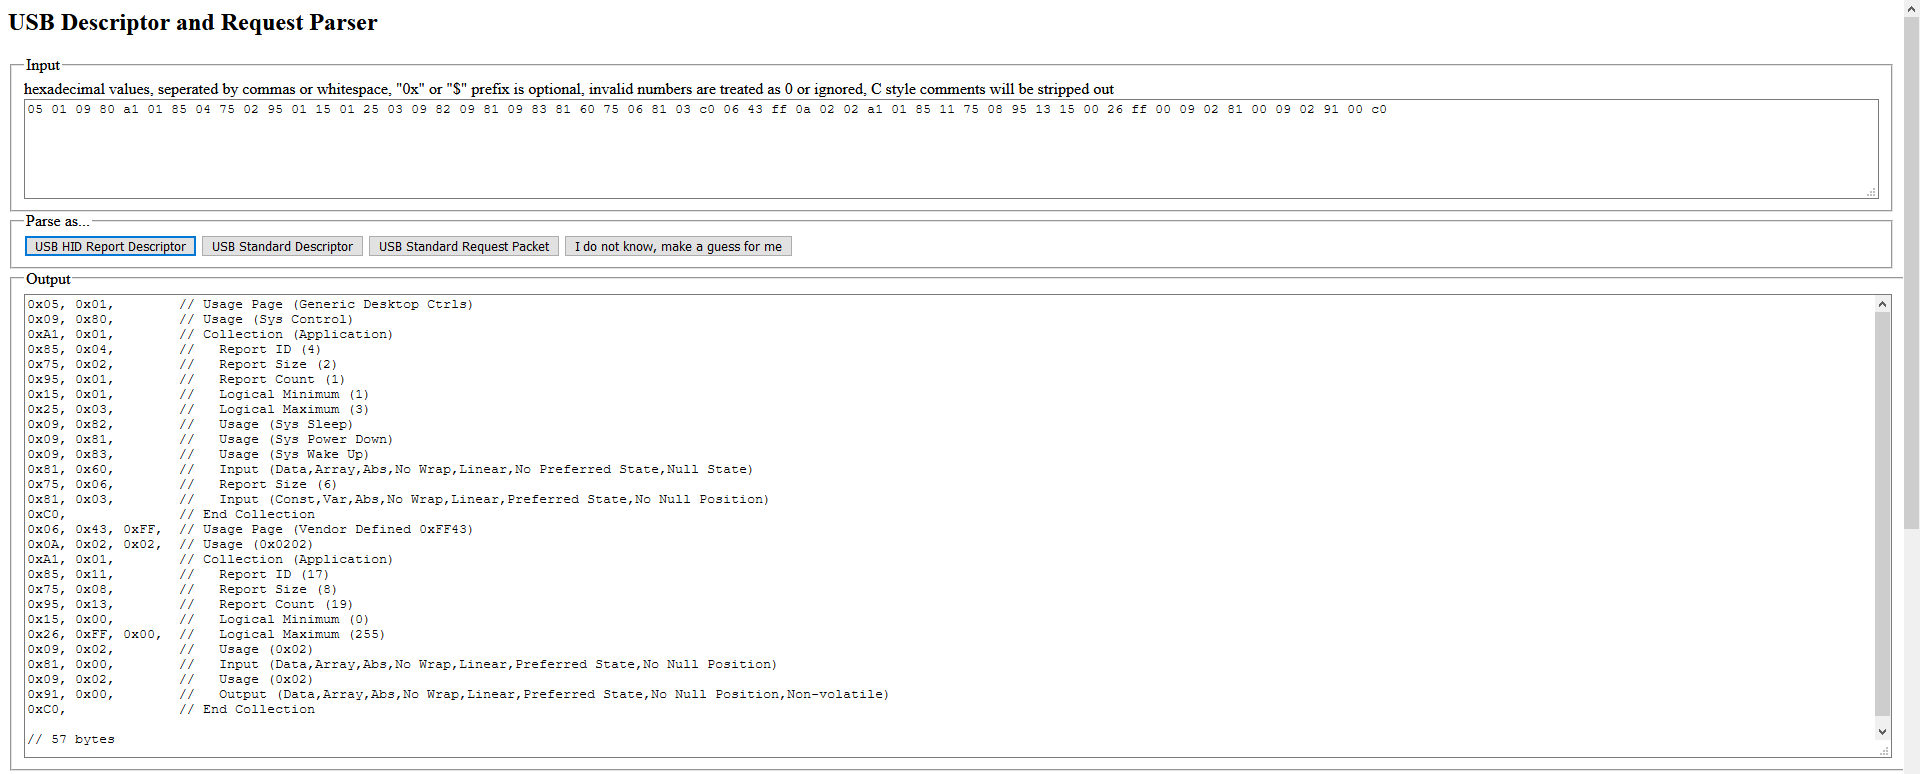 USB Descriptor and Request Parser
Input
hexadecimal values, seperated by commas or whitespace, "0x" or "$" prefix is optional, invalid numbers are treated as 0 or ignored, C style comments will be stripped out
05 01 09 80 a1 01 85 04 75 02 95 01 15 01 25 03 09 82 09 81 09 83 81 60 75 06 81 03 c0 06 43 ff 0a 02 02 a1 01 85 11 75 08 95 13 15 00 26 ff 00 09 02 81 00 09 02 91 00 c0
Parse as...
USB HID Report Descriptor USB Standard Descriptor USB Standard Request Packet I do not know, make a guess for me
Output
0x05, 0x01,        // Usage Page (Generic Desktop Ctrls)
0x09, 0x80,        // Usage (Sys Control)
0xA1, 0x01,        // Collection (Application)
0x85, 0x04,        //   Report ID (4)
0x75, 0x02,        //   Report Size (2)
0x95, 0x01,        //   Report Count (1)
0x15, 0x01,        //   Logical Minimum (1)
0x25, 0x03,        //   Logical Maximum (3)
0x09, 0x82,        //   Usage (Sys Sleep)
0x09, 0x81,        //   Usage (Sys Power Down)
0x09, 0x83,        //   Usage (Sys Wake Up)
0x81, 0x60,        //   Input (Data,Array,Abs,No Wrap,Linear,No Preferred State,Null State)
0x75, 0x06,        //   Report Size (6)
0x81, 0x03,        //   Input (Const,Var,Abs,No Wrap,Linear,Preferred State,No Null Position)
0xC0,              // End Collection
0x06, 0x43, 0xFF,  // Usage Page (Vendor Defined 0xFF43)
0x0A, 0x02, 0x02,  // Usage (0x0202)
0xA1, 0x01,        // Collection (Application)
0x85, 0x11,        //   Report ID (17)
0x75, 0x08,        //   Report Size (8)
0x95, 0x13,        //   Report Count (19)
0x15, 0x00,        //   Logical Minimum (0)
0x26, 0xFF, 0x00,  //   Logical Maximum (255)
0x09, 0x02,        //   Usage (0x02)
0x81, 0x00,        //   Input (Data,Array,Abs,No Wrap,Linear,Preferred State,No Null Position)
0x09, 0x02,        //   Usage (0x02)
0x91, 0x00,        //   Output (Data,Array,Abs,No Wrap,Linear,Preferred State,No Null Position,Non-volatile)
0xC0,              // End Collection
// 57 bytes